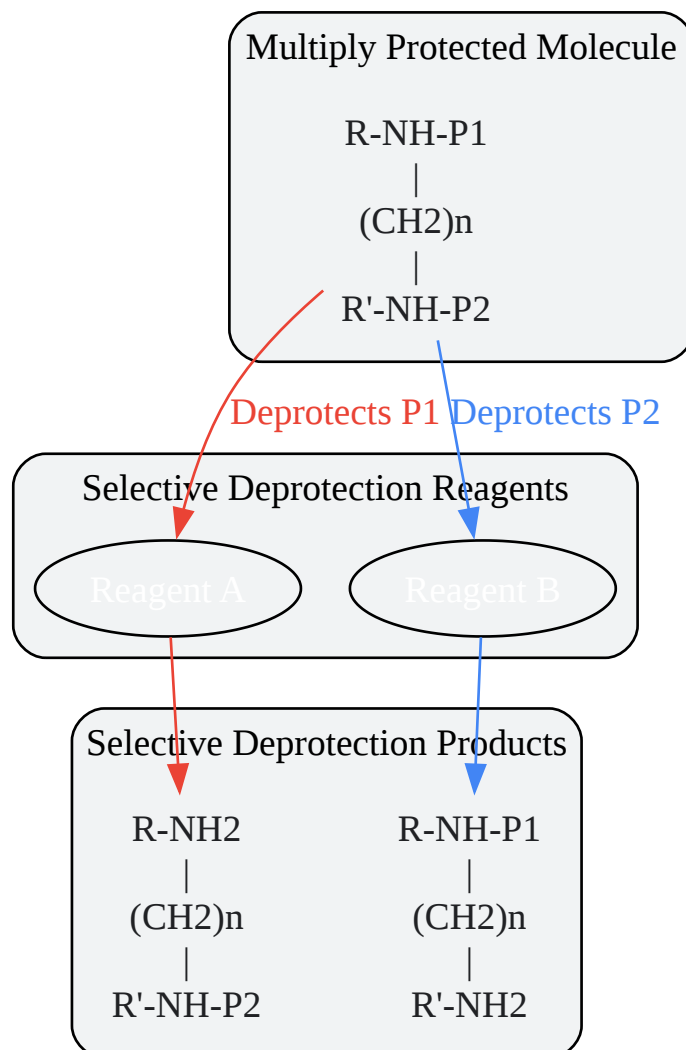 Multiply Protected Molecule
R-NH-P1
|
(CH2)n
|
R'-NH-P2
Deprotects P1
Deprotects P2
Selective Deprotection Reagents
Reagent A
Reagent B
Selective Deprotection Products
R-NH2
|
(CH2)n
|
R'-NH-P2
R-NH-P1
|
(CH2)n
|
R'-NH2